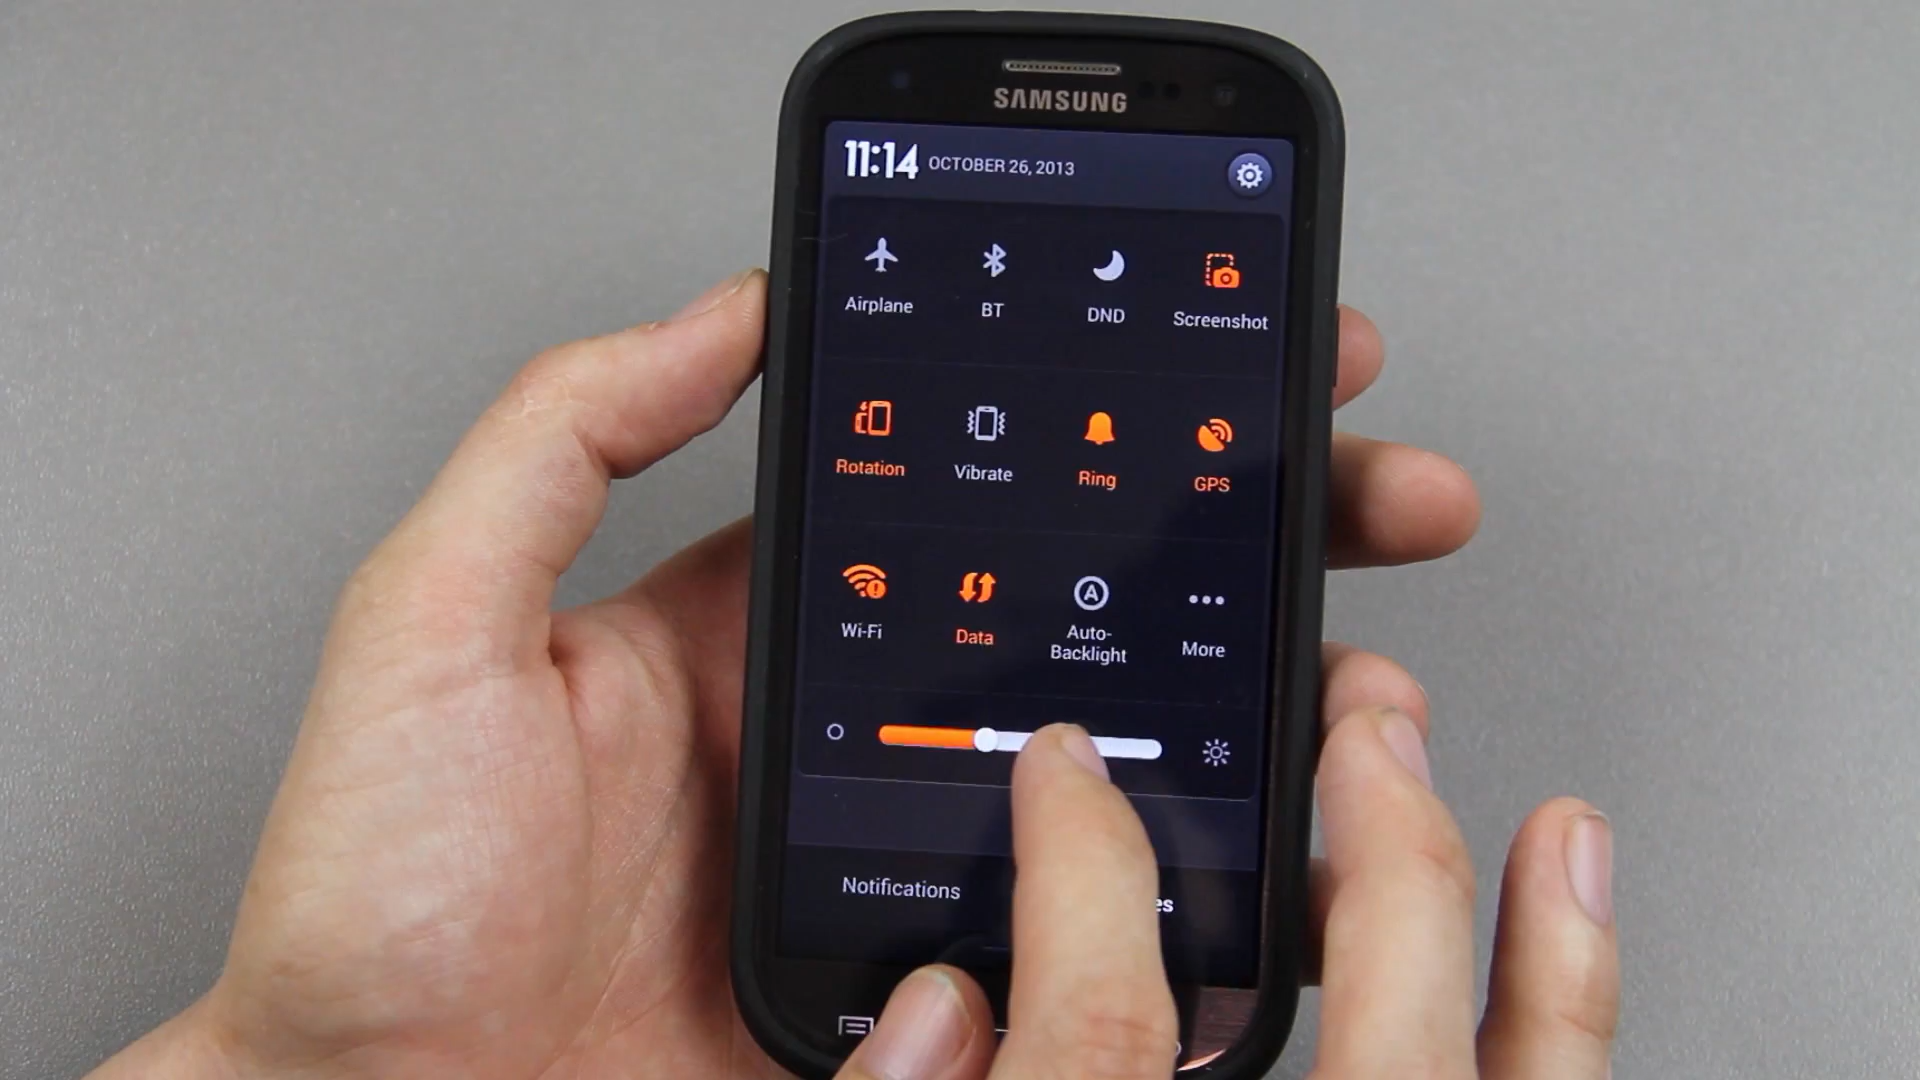 SAMSUNG
11:14 OCTOBER 26, 2013
Airplane BT DND Screenshot
Rotation Vibrate Ring GPS
Wi-Fi Data Auto-
Backlight More
Notifications es